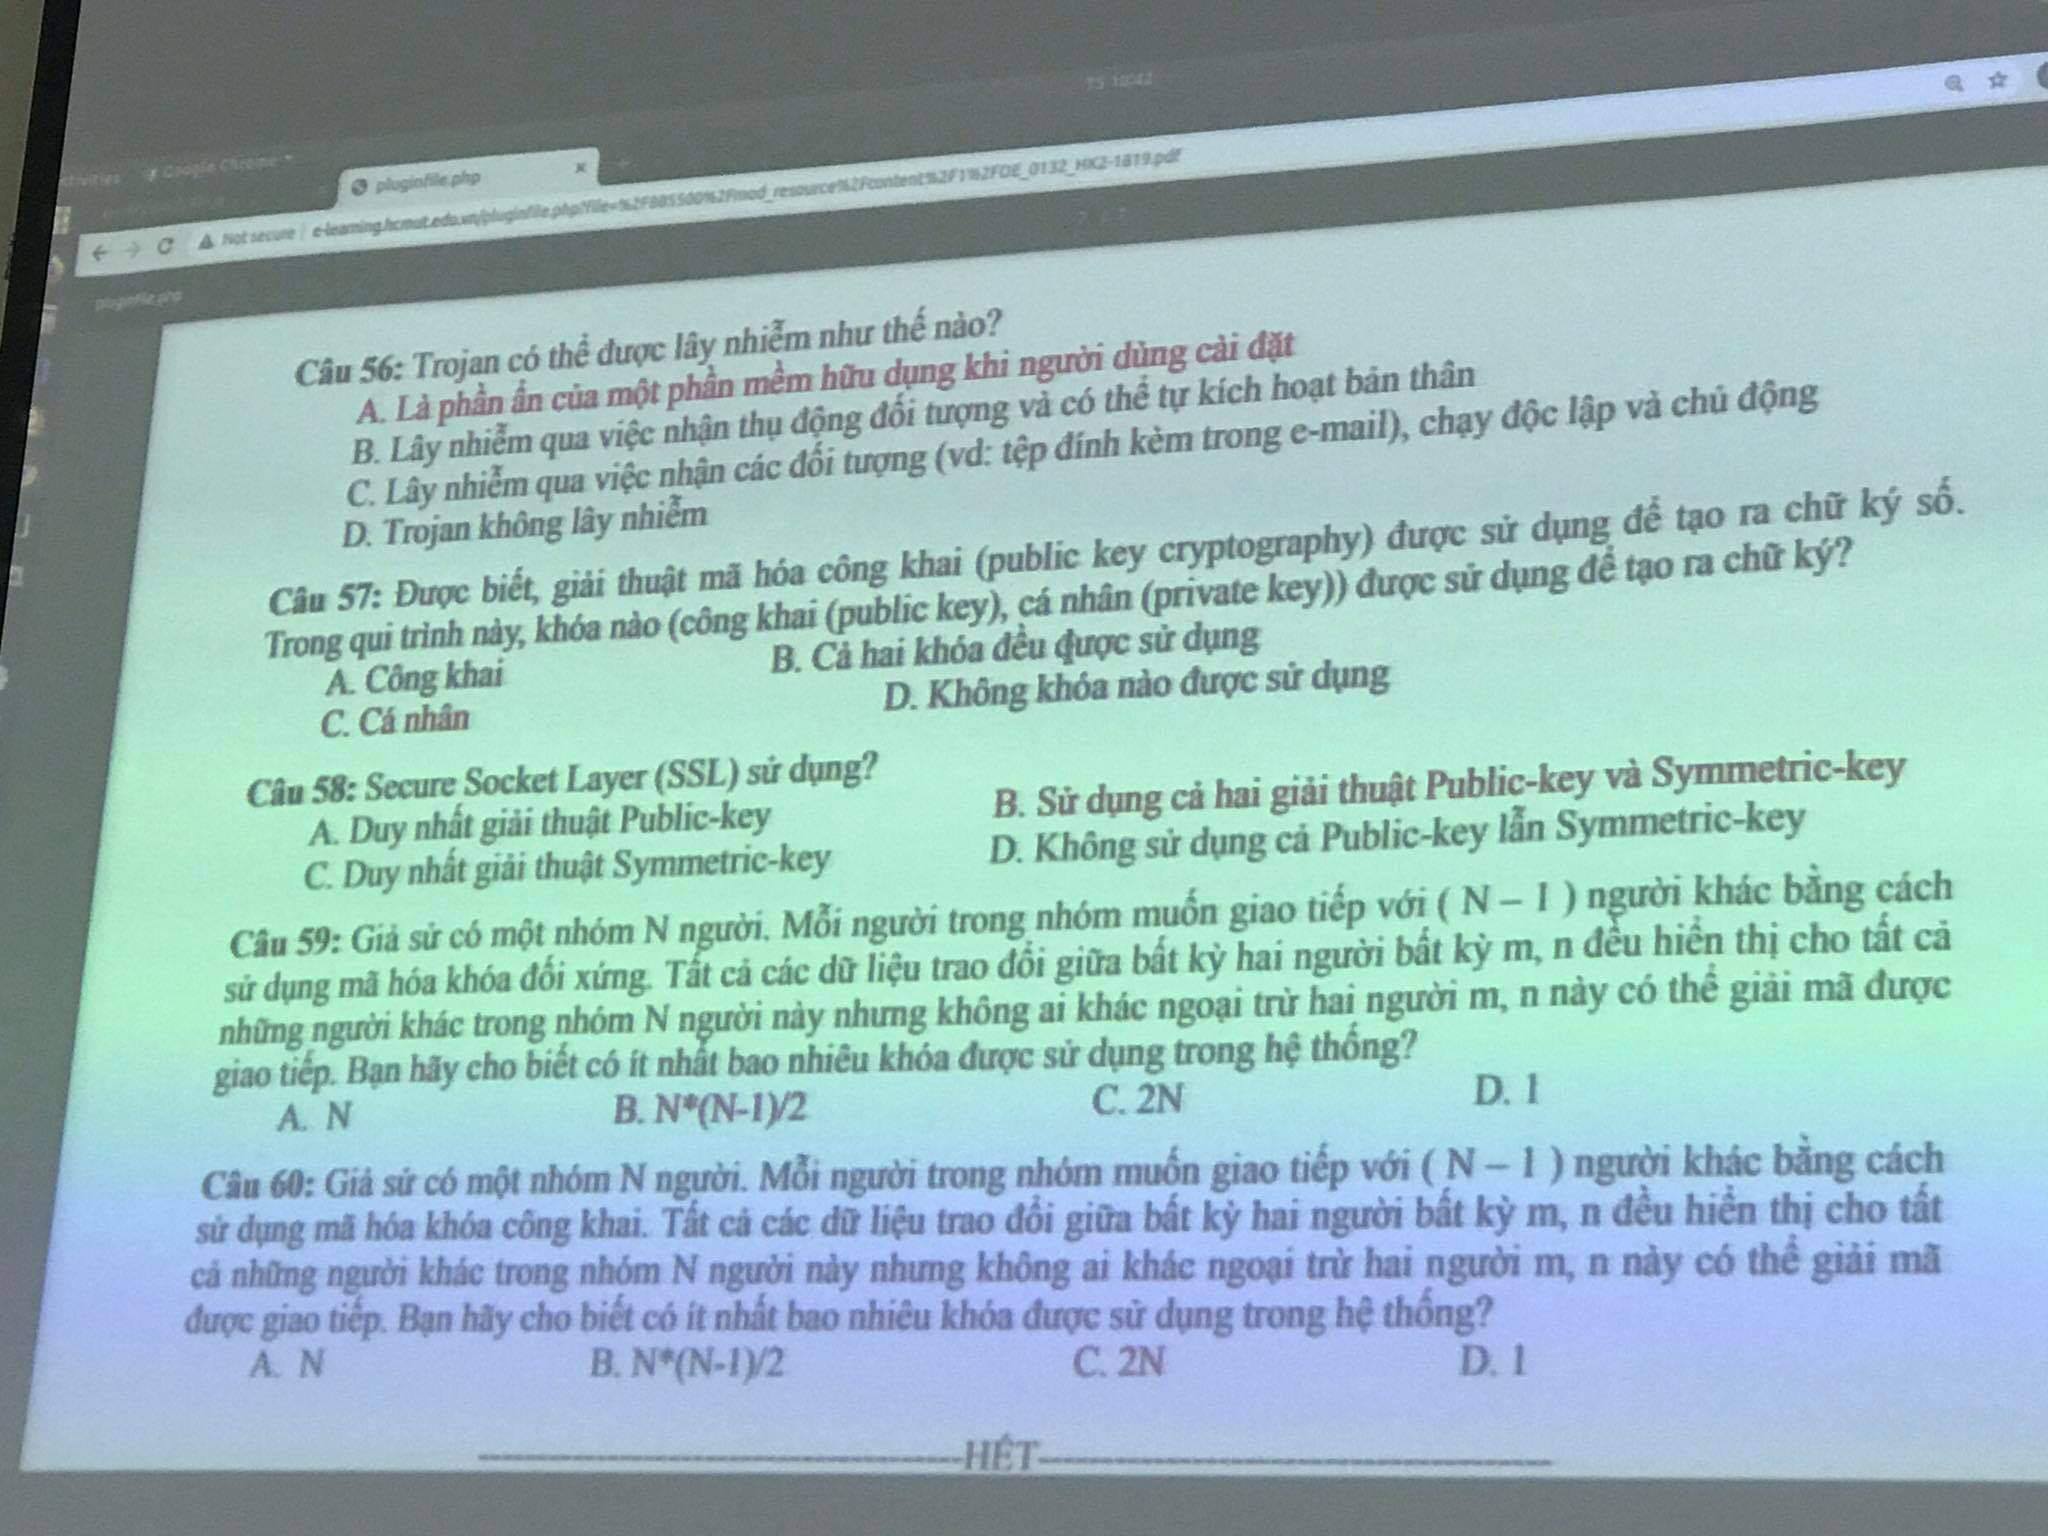 Google Chrome
pluginfile.php
Not secure | e-learning.hcmut.edu.vn/pluginfile.php?file=%2F885500%2Fmod_resource%2Fcontent%2F1%2FDE_0132_HK2-1819.pdf
pluginfile.php
Câu 56: Trojan có thể được lây nhiễm như thế nào?
A. Là phần ẩn của một phần mềm hữu dụng khi người dùng cài đặt
B. Lây nhiễm qua việc nhận thụ động đối tượng và có thể tự kích hoạt bản thân
C. Lây nhiễm qua việc nhận các đối tượng (vd: tệp đính kèm trong e-mail), chạy độc lập và chủ động
D. Trojan không lây nhiễm
Câu 57: Được biết, giải thuật mã hóa công khai (public key cryptography) được sử dụng để tạo ra chữ ký số.
Trong qui trình này, khóa nào (công khai (public key), cá nhân (private key)) được sử dụng để tạo ra chữ ký?
A. Công khai B. Cả hai khóa đều được sử dụng
C. Cá nhân D. Không khóa nào được sử dụng
Câu 58: Secure Socket Layer (SSL) sử dụng?
A. Duy nhất giải thuật Public-key B. Sử dụng cả hai giải thuật Public-key và Symmetric-key
C. Duy nhất giải thuật Symmetric-key D. Không sử dụng cả Public-key lẫn Symmetric-key
Câu 59: Giả sử có một nhóm N người. Mỗi người trong nhóm muốn giao tiếp với ( N – 1 ) người khác bằng cách
sử dụng mã hóa khóa đối xứng. Tất cả các dữ liệu trao đổi giữa bất kỳ hai người bất kỳ m, n đều hiển thị cho tất cả
những người khác trong nhóm N người này nhưng không ai khác ngoại trừ hai người m, n này có thể giải mã được
giao tiếp. Bạn hãy cho biết có ít nhất bao nhiêu khóa được sử dụng trong hệ thống?
A. N B. N*(N-1)/2 C. 2N D. 1
Câu 60: Giả sử có một nhóm N người. Mỗi người trong nhóm muốn giao tiếp với ( N – 1 ) người khác bằng cách
sử dụng mã hóa khóa công khai. Tất cả các dữ liệu trao đổi giữa bất kỳ hai người bất kỳ m, n đều hiển thị cho tất
cả những người khác trong nhóm N người này nhưng không ai khác ngoại trừ hai người m, n này có thể giải mã
được giao tiếp. Bạn hãy cho biết có ít nhất bao nhiêu khóa được sử dụng trong hệ thống?
A. N B. N*(N-1)/2 C. 2N D. 1
HẾT